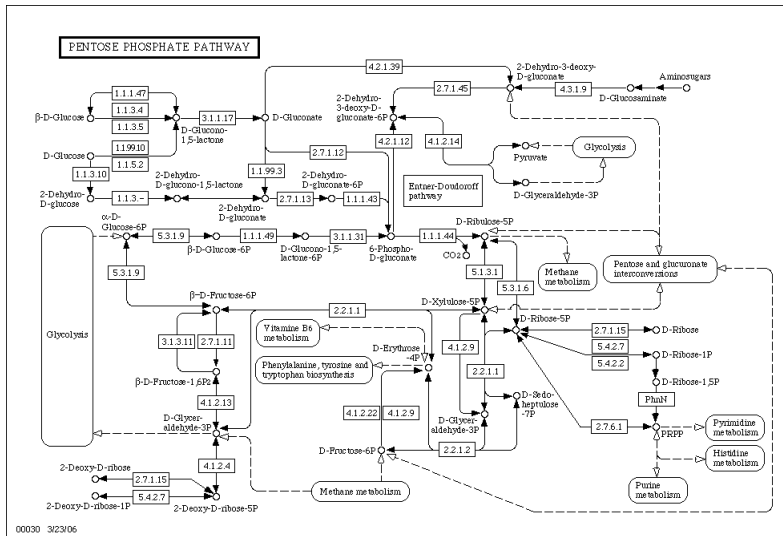 PENTOSE PHOSPHATE PATHWAY
4.2.1.39
2-Dehydro-3-deoxy-
D-gluconate
1.1.1.47
1.1.3.4
1.1.3.5
β-D-Glucose
3.1.1.17
D-Glucono-
1,5-lactone
D-Gluconate
2-Dehydro-
3-deoxy-D-
gluconate-6P
2.7.1.45
4.3.1.9
D-Glucosaminate
Aminosugars
D-Glucose
1.1.99.10
1.1.5.2
1.1.3.10
2.7.1.12
4.2.1.12
4.2.1.14
Pyruvate
Glycolysis
1.1.99.3
D-Glyceraldehyde-3P
2-Dehydro-D-
glucose
1.1.3.-
2-Dehydro-D-
glucono-1,5-lactone
2-Dehydro-
D-gluconate
2.7.1.13
2-Dehydro-D-
gluconate-6P
1.1.1.43
Entner-Doudoroff
pathway
α-D-
Glucose-6P
5.3.1.9
β-D-Glucose-6P
1.1.1.49
D-Glucono-1,5-
lactone-6P
3.1.1.31
6-Phospho-
D-gluconate
1.1.1.44
CO2
D-Ribulose-5P
Methane
metabolism
Pentose and glucuronate
interconversions
5.3.1.9
5.1.3.1
5.3.1.6
Glycolysis
β-D-Fructose-6P
2.2.1.1
D-Xylulose-5P
D-Ribose-5P
Vitamine B6
metabolism
3.1.3.11
2.7.1.11
D-Erythrose
-4P
4.1.2.9
2.2.1.1
2.7.1.15
D-Ribose
5.4.2.7
5.4.2.2
D-Ribose-1P
Phenylalanine, tyrosine and
tryptophan biosynthesis
β-D-Fructose-1,6P2
D-Ribose-1,5P
PhnN
4.1.2.13
4.1.2.22
4.1.2.9
D-Glycer-
aldehyde-3P
D-Sedo-
heptulose-
7P
D-Glycer-
aldehyde-3P
2.7.6.1
PRPP
Pyrimidine
metabolism
Histidine
metabolism
Purine
metabolism
D-Fructose-6P
2.2.1.2
4.1.2.4
2-Deoxy-D-ribose
2.7.1.15
2-Deoxy-D-ribose-1P
5.4.2.7
2-Deoxy-D-ribose-5P
Methane metabolism
00030 3/23/06